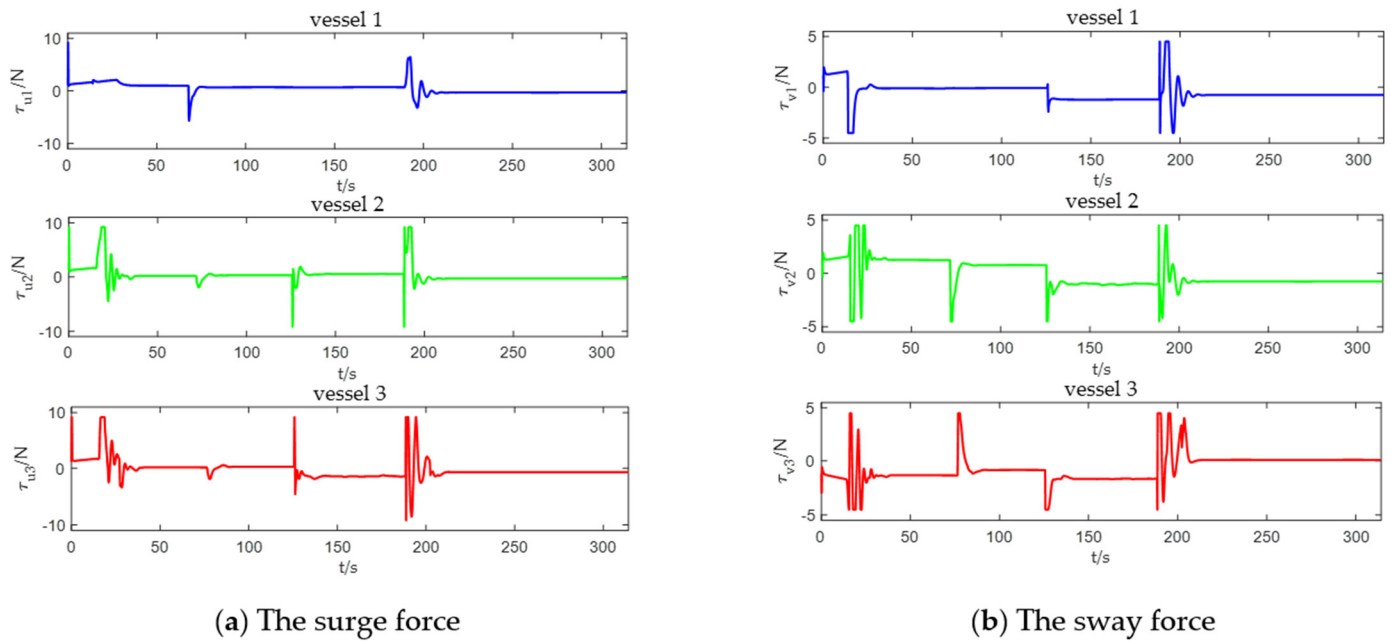 vessel 1
10
0
-10
τu1/N
0 50 100 150 200 250 300
t/s
vessel 2
10
0
-10
τu2/N
0 50 100 150 200 250 300
t/s
vessel 3
10
0
-10
τu3/N
0 50 100 150 200 250 300
t/s
(a) The surge force
vessel 1
5
0
-5
τv1/N
0 50 100 150 200 250 300
t/s
vessel 2
5
0
-5
τv2/N
0 50 100 150 200 250 300
t/s
vessel 3
5
0
-5
τv3/N
0 50 100 150 200 250 300
t/s
(b) The sway force